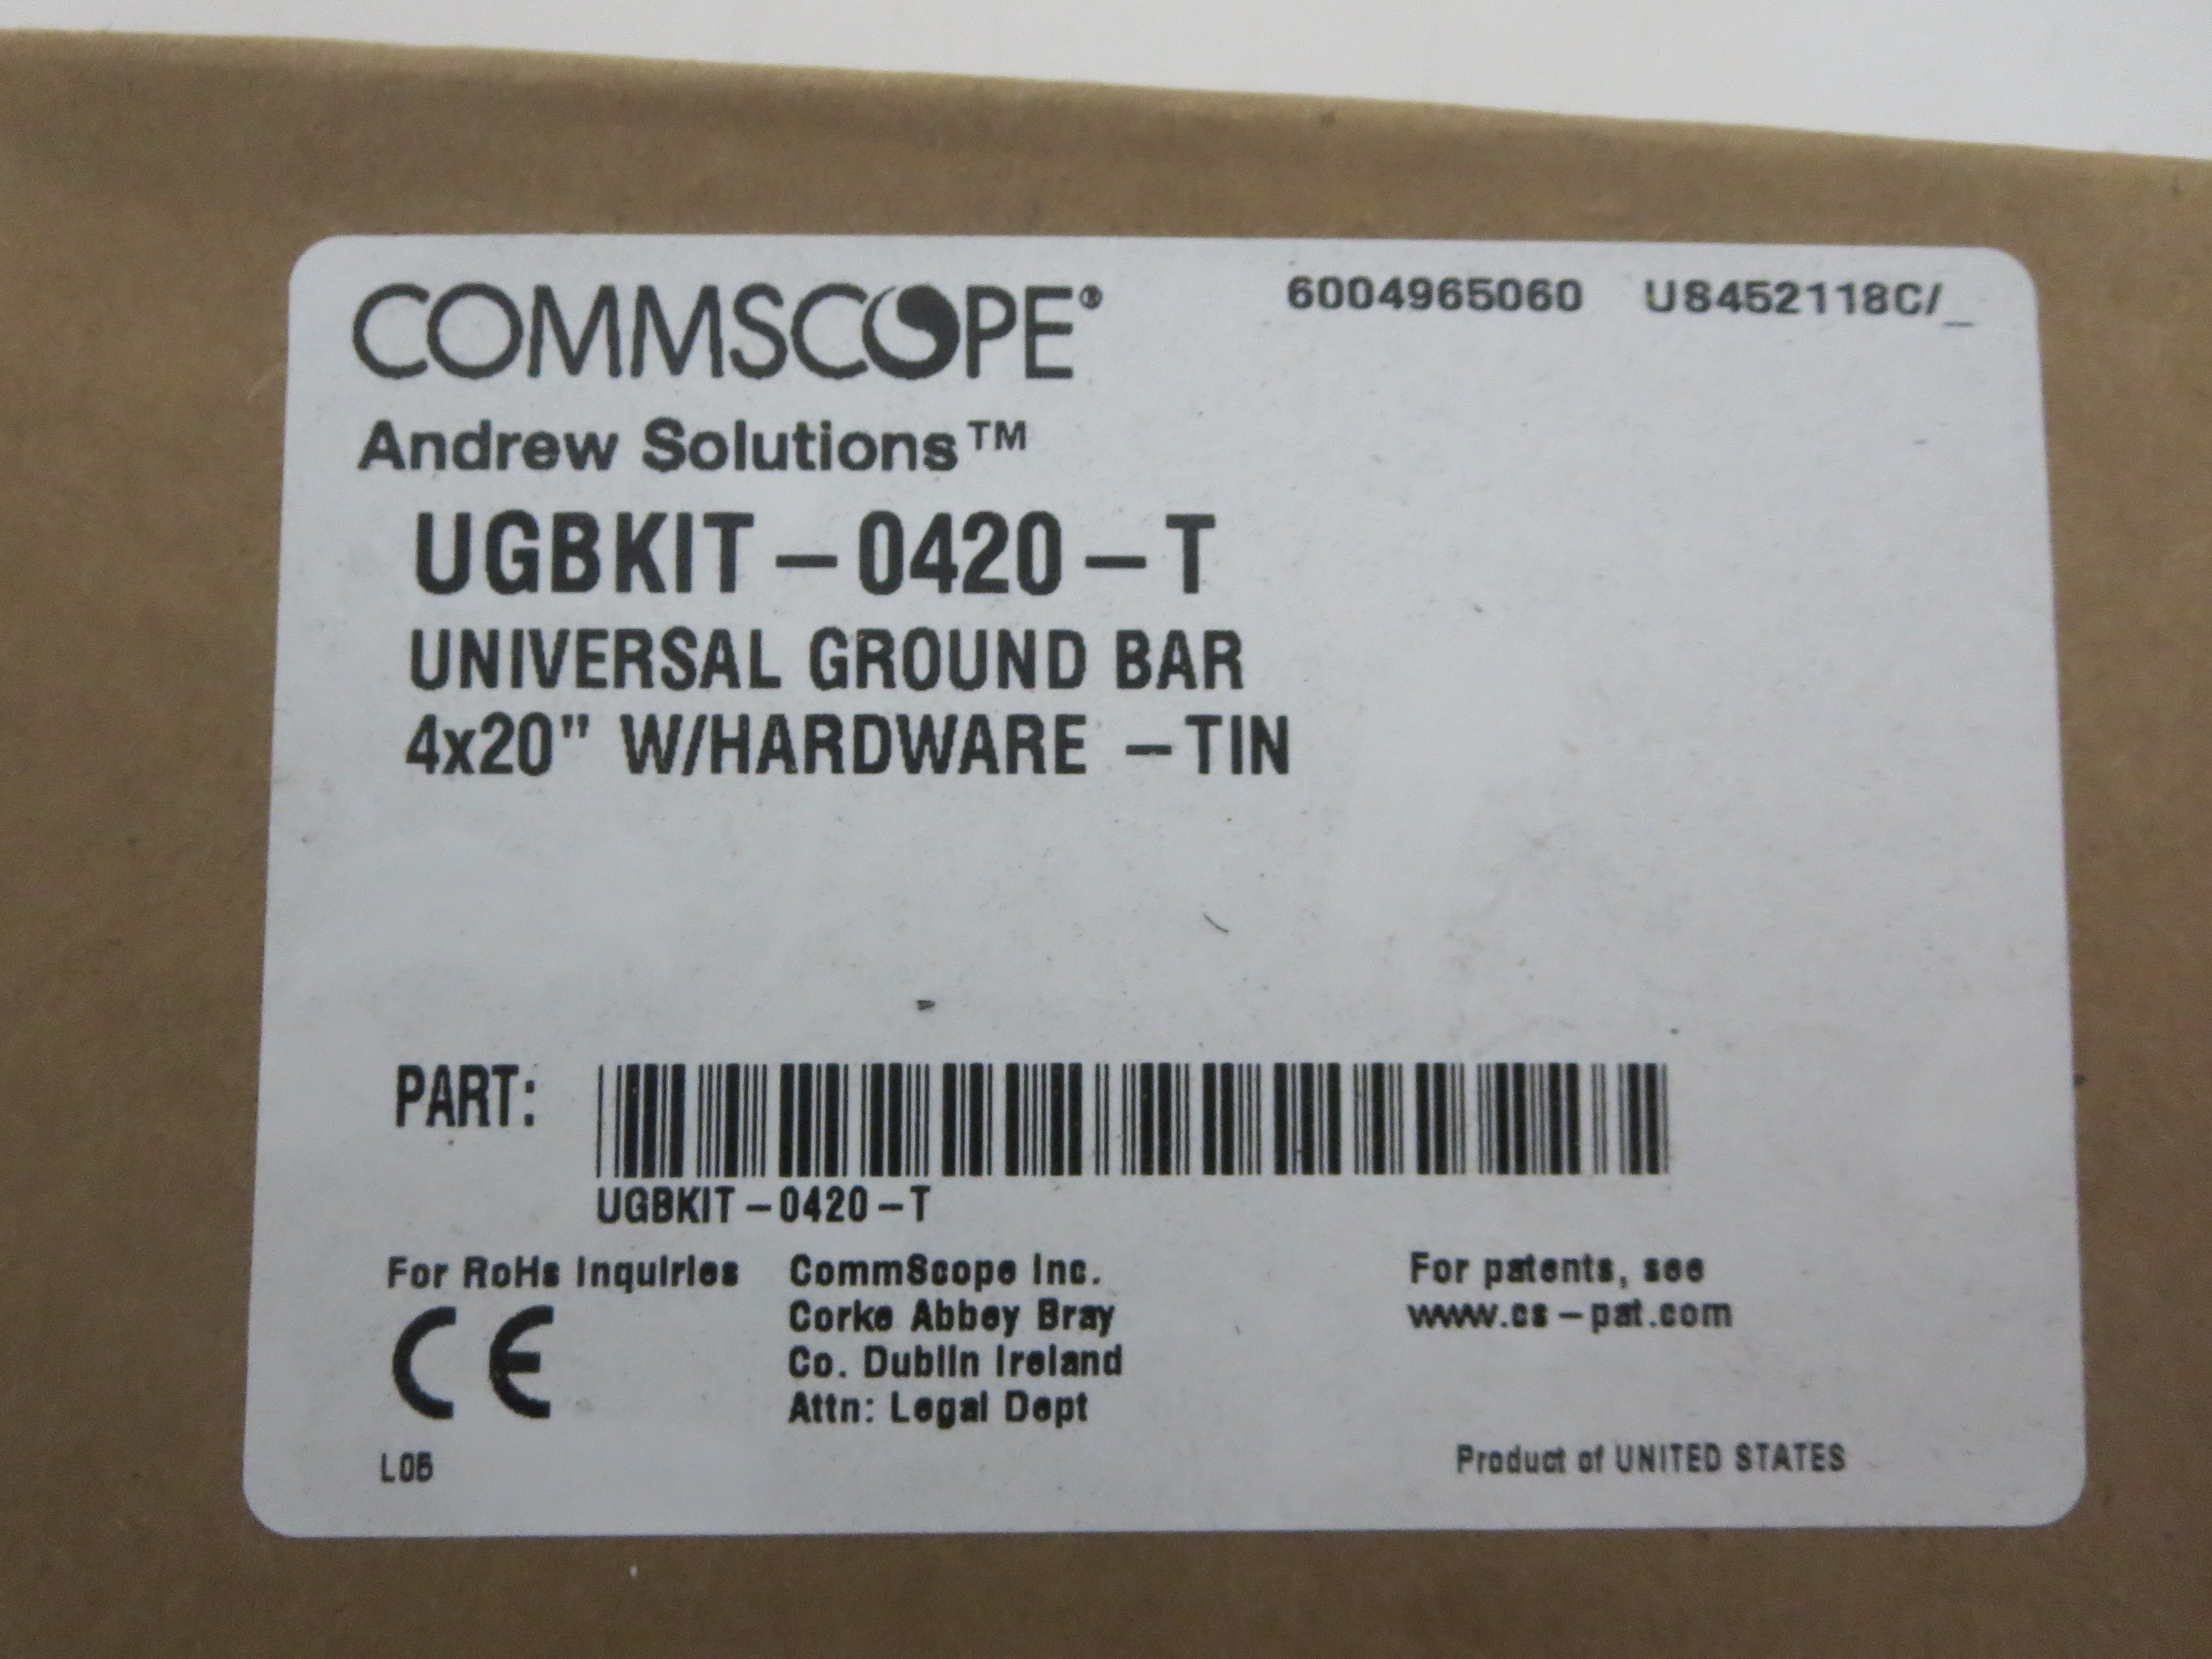 COMMSCOPE® 6004965060 U8452118C/_
Andrew Solutions™
UGBKIT-0420-T
UNIVERSAL GROUND BAR
4x20" W/HARDWARE -TIN
PART:
UGBKIT-0420-T
For RoHs Inquiries
CommScope Inc.
Corke Abbey Bray
Co. Dublin Ireland
Attn: Legal Dept
For patents, see
www.cs-pat.com
CE
Product of UNITED STATES